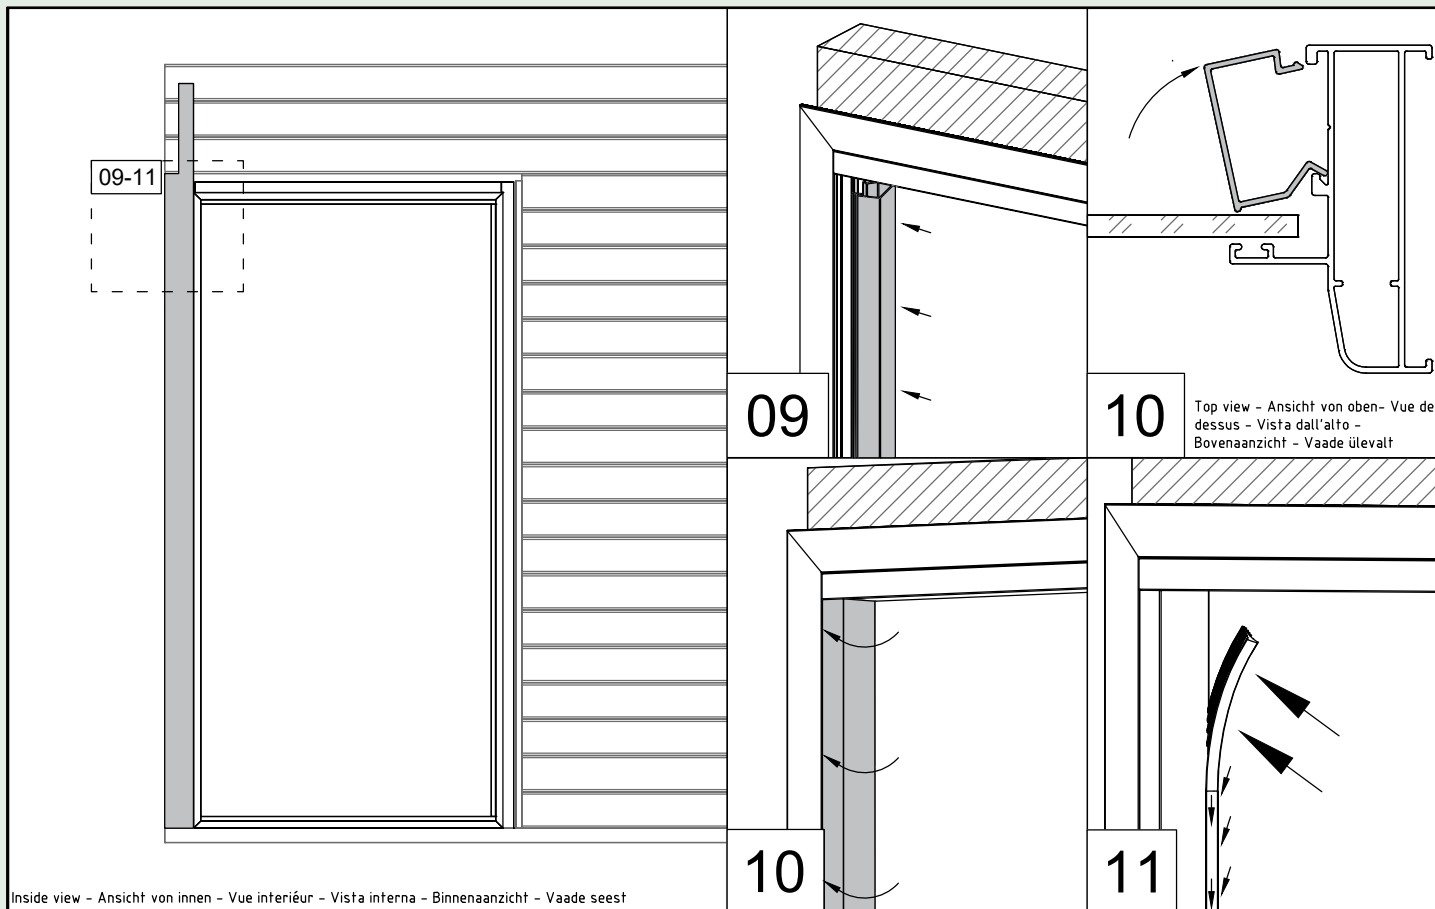 09-11
09
10
Top view - Ansicht von oben- Vue de
dessus - Vista dall'alto -
Bovenaanzicht - Vaade ülevalt
10
11
Inside view - Ansicht von innen - Vue interiéur - Vista interna - Binnenaanzicht - Vaade seest